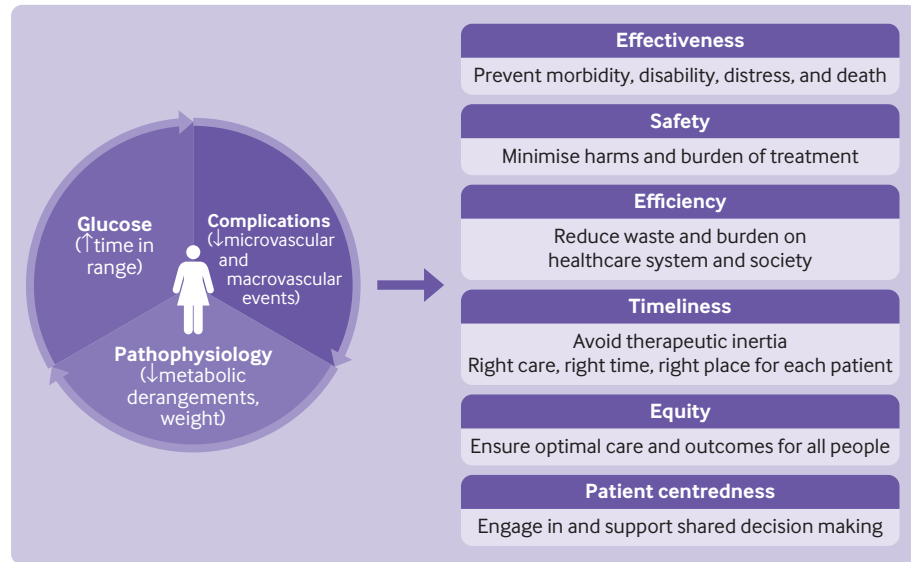 Glucose
(↑time in
range)
Complications
(↓microvascular
and
macrovascular
events)
Pathophysiology
(↓metabolic
derangements,
weight)
Effectiveness
Prevent morbidity, disability, distress, and death
Safety
Minimise harms and burden of treatment
Efficiency
Reduce waste and burden on
healthcare system and society
Timeliness
Avoid therapeutic inertia
Right care, right time, right place for each patient
Equity
Ensure optimal care and outcomes for all people
Patient centredness
Engage in and support shared decision making